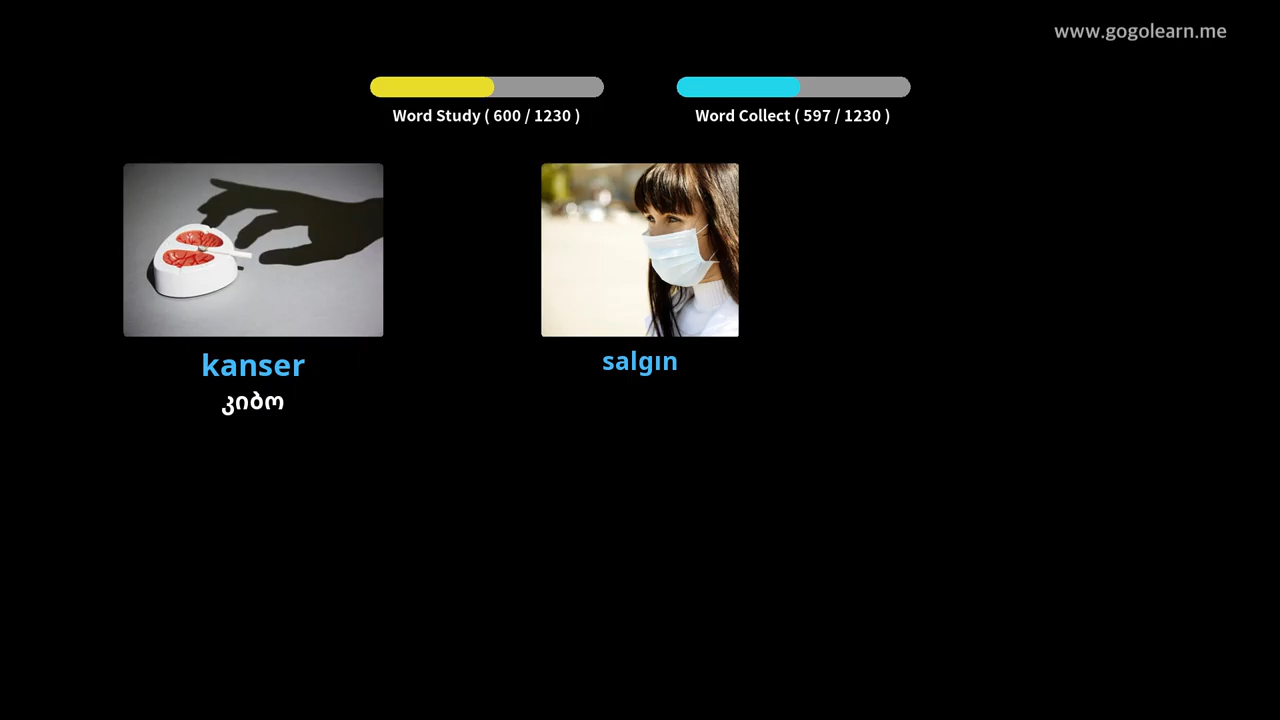 www.gogolearn.me
Word Study ( 600 / 1230 )
Word Collect ( 597 / 1230 )
kanser
კიბო
salgın